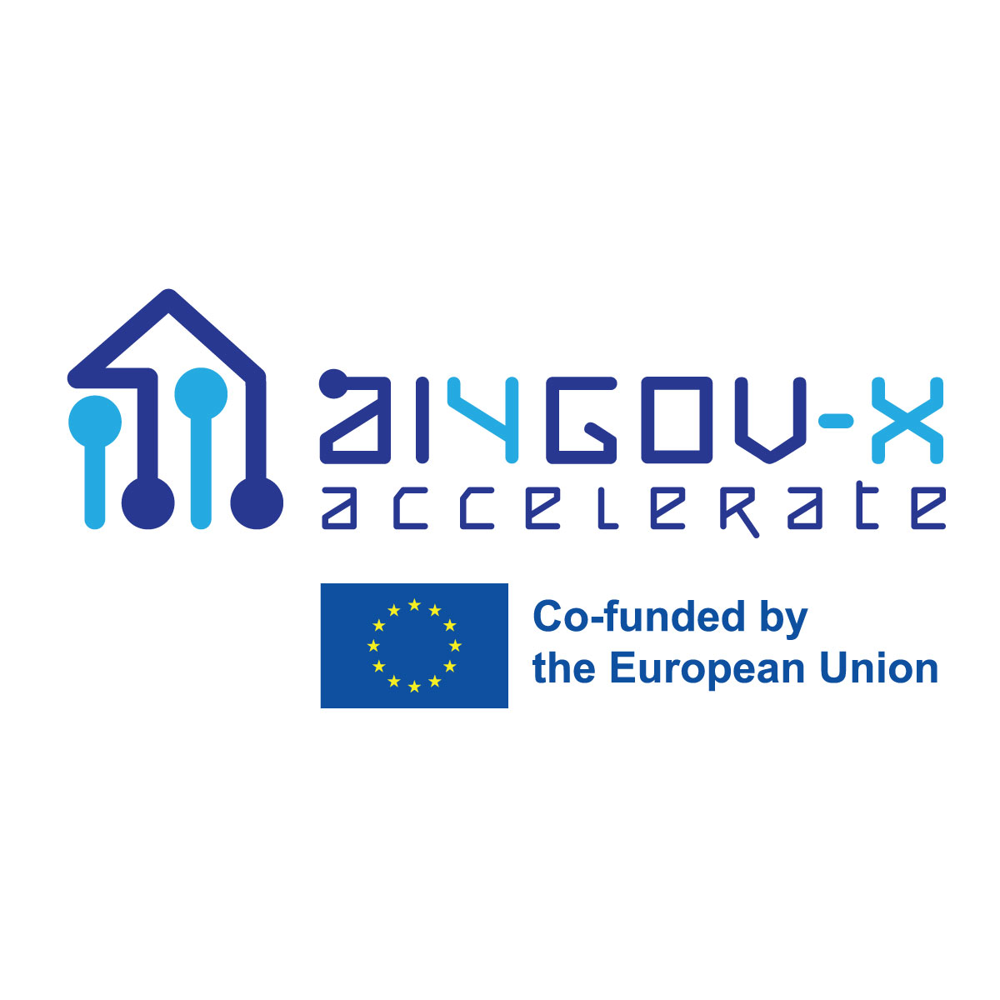 ai4GOV-X
acceleRate
Co-funded by
the European Union